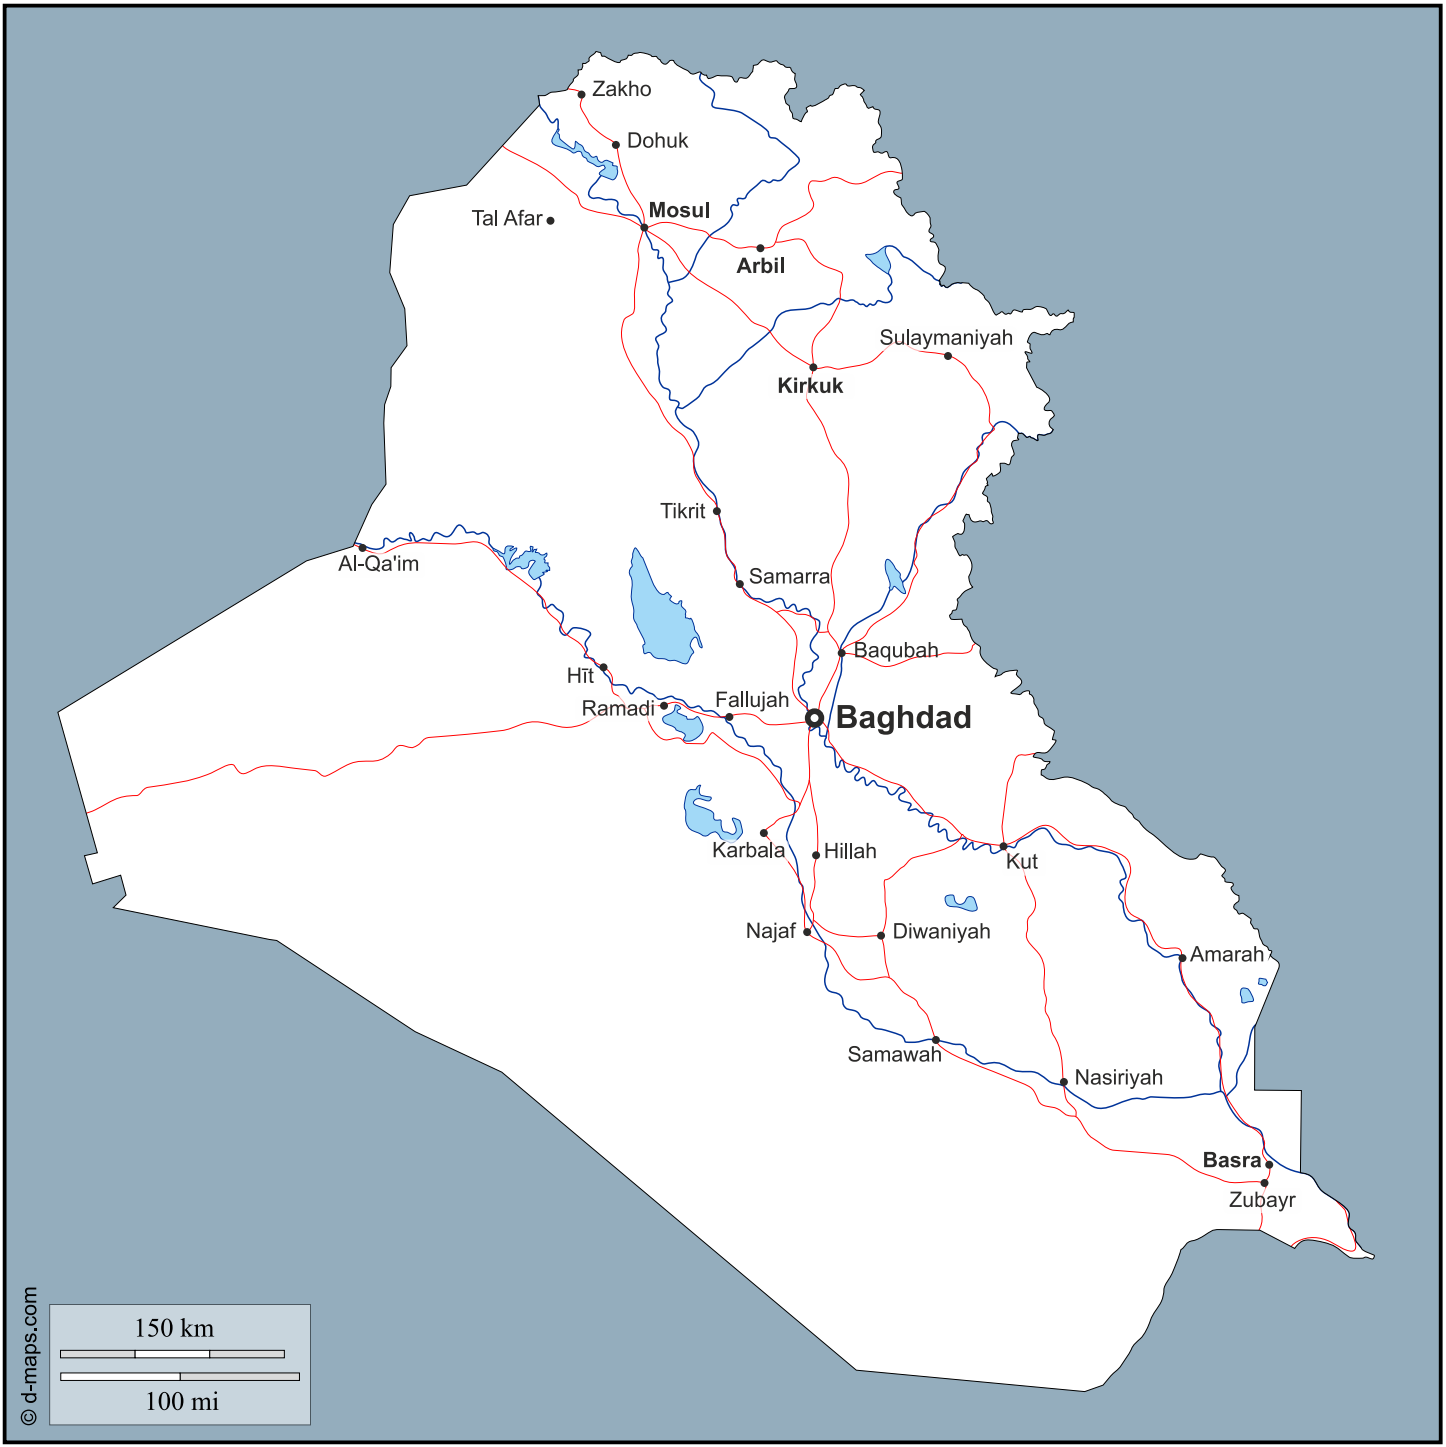 Zakho
Dohuk
Tal Afar
Mosul
Arbil
Sulaymaniyah
Kirkuk
Tikrit
Al-Qa'im
Samarra
Baqubah
Hīt
Ramadi
Fallujah
Baghdad
Karbala
Hillah
Kut
Najaf
Diwaniyah
Amarah
Samawah
Nasiriyah
Basra
Zubayr
150 km
100 mi
© d-maps.com